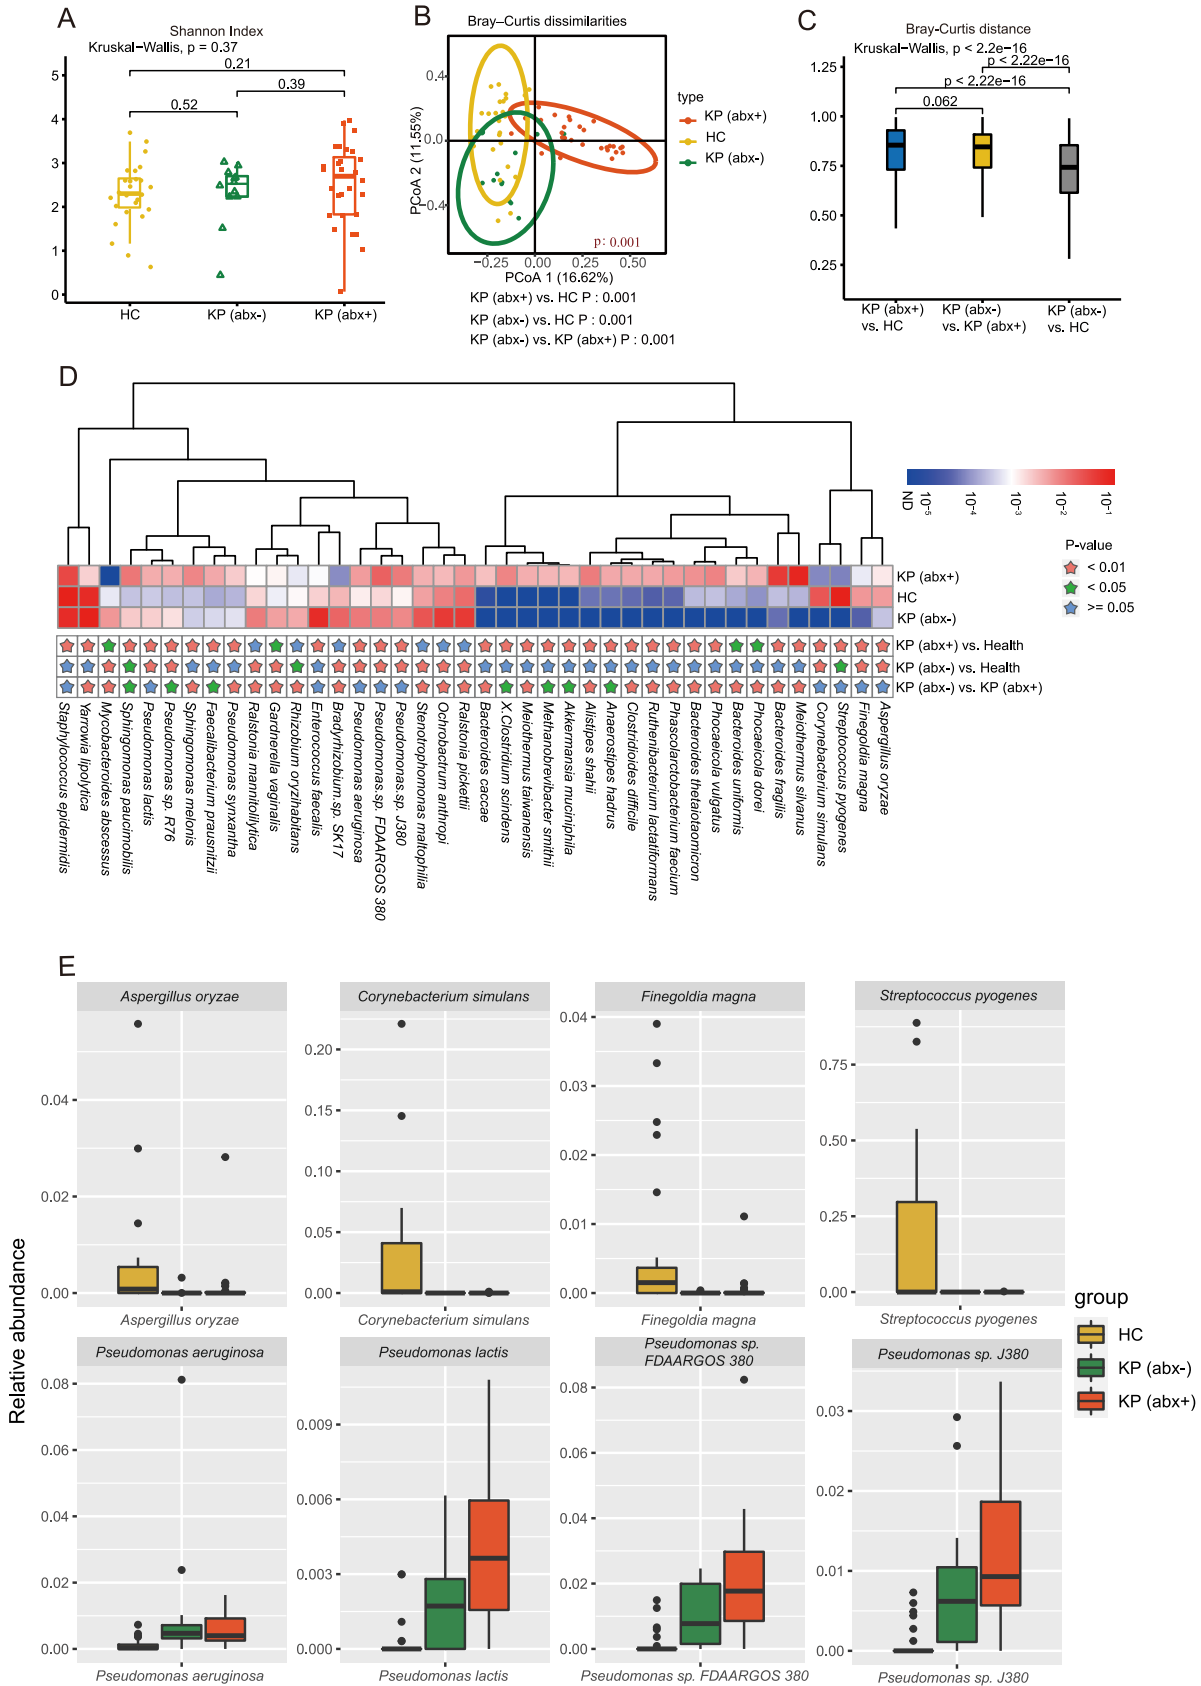 A
Shannon Index
Kruskal−Wallis, p = 0.37
0.21
0.39
0.52
5
4
3
2
1
0
HC
KP (abx-)
KP (abx+)
B
Bray–Curtis dissimilarities
PCoA 2 (11.55%)
0.4
0.0
−0.4
p: 0.001
−0.25
0.00
0.25
0.50
PCoA 1 (16.62%)
type
KP (abx+)
HC
KP (abx-)
KP (abx+) vs. HC P : 0.001
KP (abx-) vs. HC P : 0.001
KP (abx-) vs. KP (abx+) P : 0.001
C
Bray-Curtis distance
Kruskal−Wallis, p < 2.2e−16
p < 2.22e−16
p < 2.22e−16
0.062
1.25
1.00
0.75
0.50
0.25
KP (abx+)
vs. HC
KP (abx-)
vs. KP (abx+)
KP (abx-)
vs. HC
D
ND
10⁻⁵
10⁻⁴
10⁻³
10⁻²
10⁻¹
P-value
< 0.01
< 0.05
>= 0.05
KP (abx+)
HC
KP (abx-)
KP (abx+) vs. Health
KP (abx-) vs. Health
KP (abx-) vs. KP (abx+)
Staphylococcus epidermidis
Yarrowia lipolytica
Mycobacteroides abscessus
Sphingomonas paucimobilis
Pseudomonas lactis
Pseudomonas sp. R76
Sphingomonas melonis
Faecalibacterium prausnitzii
Pseudomonas synxantha
Ralstonia mannitolilytica
Gardnerella vaginalis
Rhizobium oryzihabitans
Enterococcus faecalis
Bradyrhizobium.sp. SK17
Pseudomonas aeruginosa
Pseudomonas.sp. FDAARGOS 380
Pseudomonas.sp. J380
Stenotrophomonas maltophilia
Ochrobactrum anthropi
Ralstonia pickettii
Bacteroides caccae
X.Clostridium scindens
Meiothermus taiwanensis
Methanobrevibacter smithii
Akkermansia muciniphila
Alistipes shahii
Anaerostipes hadrus
Clostridioides difficile
Ruthenibacterium lactatiformans
Phascolarctobacterium faecium
Bacteroides thetaiotaomicron
Phocaeicola vulgatus
Bacteroides uniformis
Phocaeicola dorei
Bacteroides fragilis
Meiothermus silvanus
Corynebacterium simulans
Streptococcus pyogenes
Finegoldia magna
Aspergillus oryzae
E
Relative abundance
Aspergillus oryzae
0.04
0.02
0.00
Aspergillus oryzae
Corynebacterium simulans
0.20
0.15
0.10
0.05
0.00
Corynebacterium simulans
Finegoldia magna
0.04
0.03
0.02
0.01
0.00
Finegoldia magna
Streptococcus pyogenes
0.75
0.50
0.25
0.00
Streptococcus pyogenes
group
HC
KP (abx-)
KP (abx+)
Pseudomonas aeruginosa
0.08
0.06
0.04
0.02
0.00
Pseudomonas aeruginosa
Pseudomonas lactis
0.009
0.006
0.003
0.000
Pseudomonas lactis
Pseudomonas sp.
FDAARGOS 380
0.08
0.06
0.04
0.02
0.00
Pseudomonas sp. FDAARGOS 380
Pseudomonas sp. J380
0.03
0.02
0.01
0.00
Pseudomonas sp. J380